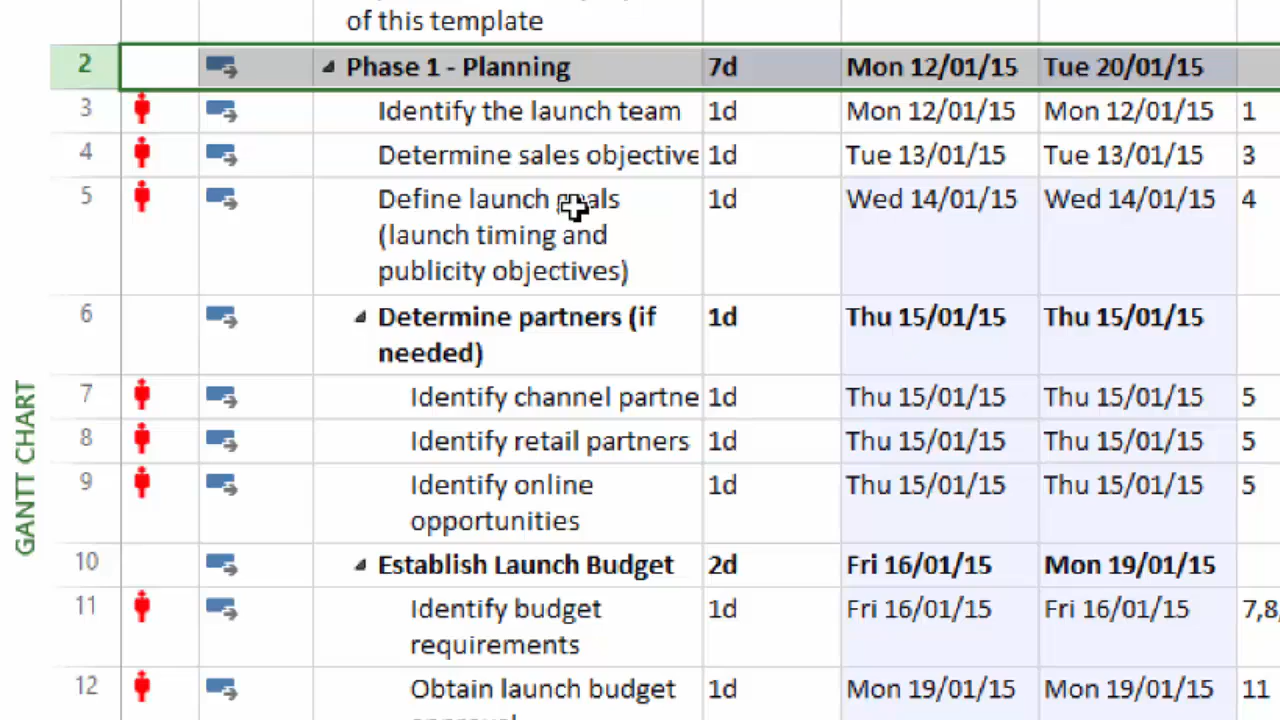 of this template
2 Phase 1 - Planning 7d Mon 12/01/15 Tue 20/01/15
3 Identify the launch team 1d Mon 12/01/15 Mon 12/01/15 1
4 Determine sales objective 1d Tue 13/01/15 Tue 13/01/15 3
5 Define launch goals 1d Wed 14/01/15 Wed 14/01/15 4
(launch timing and
publicity objectives)
6 Determine partners (if 1d Thu 15/01/15 Thu 15/01/15
needed)
7 Identify channel partne 1d Thu 15/01/15 Thu 15/01/15 5
8 Identify retail partners 1d Thu 15/01/15 Thu 15/01/15 5
9 Identify online 1d Thu 15/01/15 Thu 15/01/15 5
opportunities
10 Establish Launch Budget 2d Fri 16/01/15 Mon 19/01/15
11 Identify budget 1d Fri 16/01/15 Fri 16/01/15 7,8,
requirements
12 Obtain launch budget 1d Mon 19/01/15 Mon 19/01/15 11
GANTT CHART